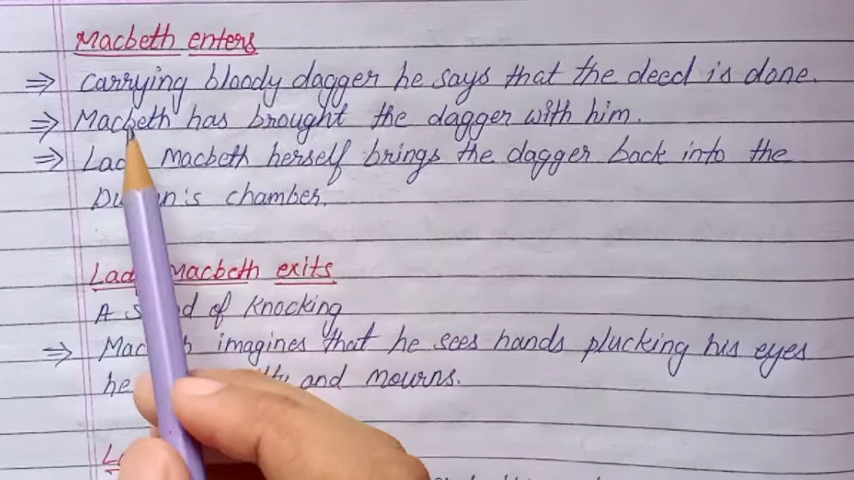 Macbeth enters
⇒ Carrying bloody dagger he says that the deed is done.
⇒ Macbeth has brought the dagger with him.
⇒ Macbeth herself brings the dagger back into the
chamber.
Macbeth exits
A of Knocking
⇒ imagines that he sees hands plucking his eyes
he and mourns.